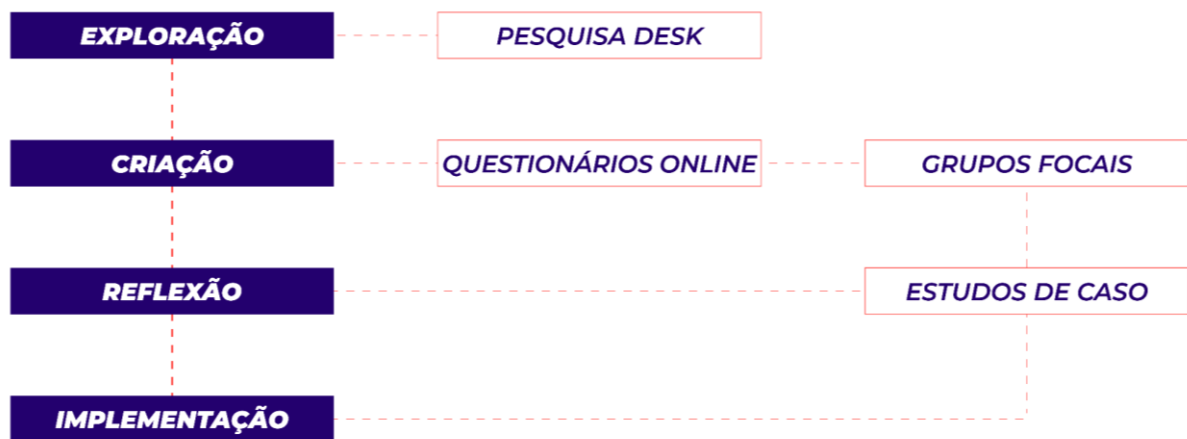 EXPLORAÇÃO
PESQUISA DESK
CRIAÇÃO
QUESTIONÁRIOS ONLINE
GRUPOS FOCAIS
REFLEXÃO
ESTUDOS DE CASO
IMPLEMENTAÇÃO